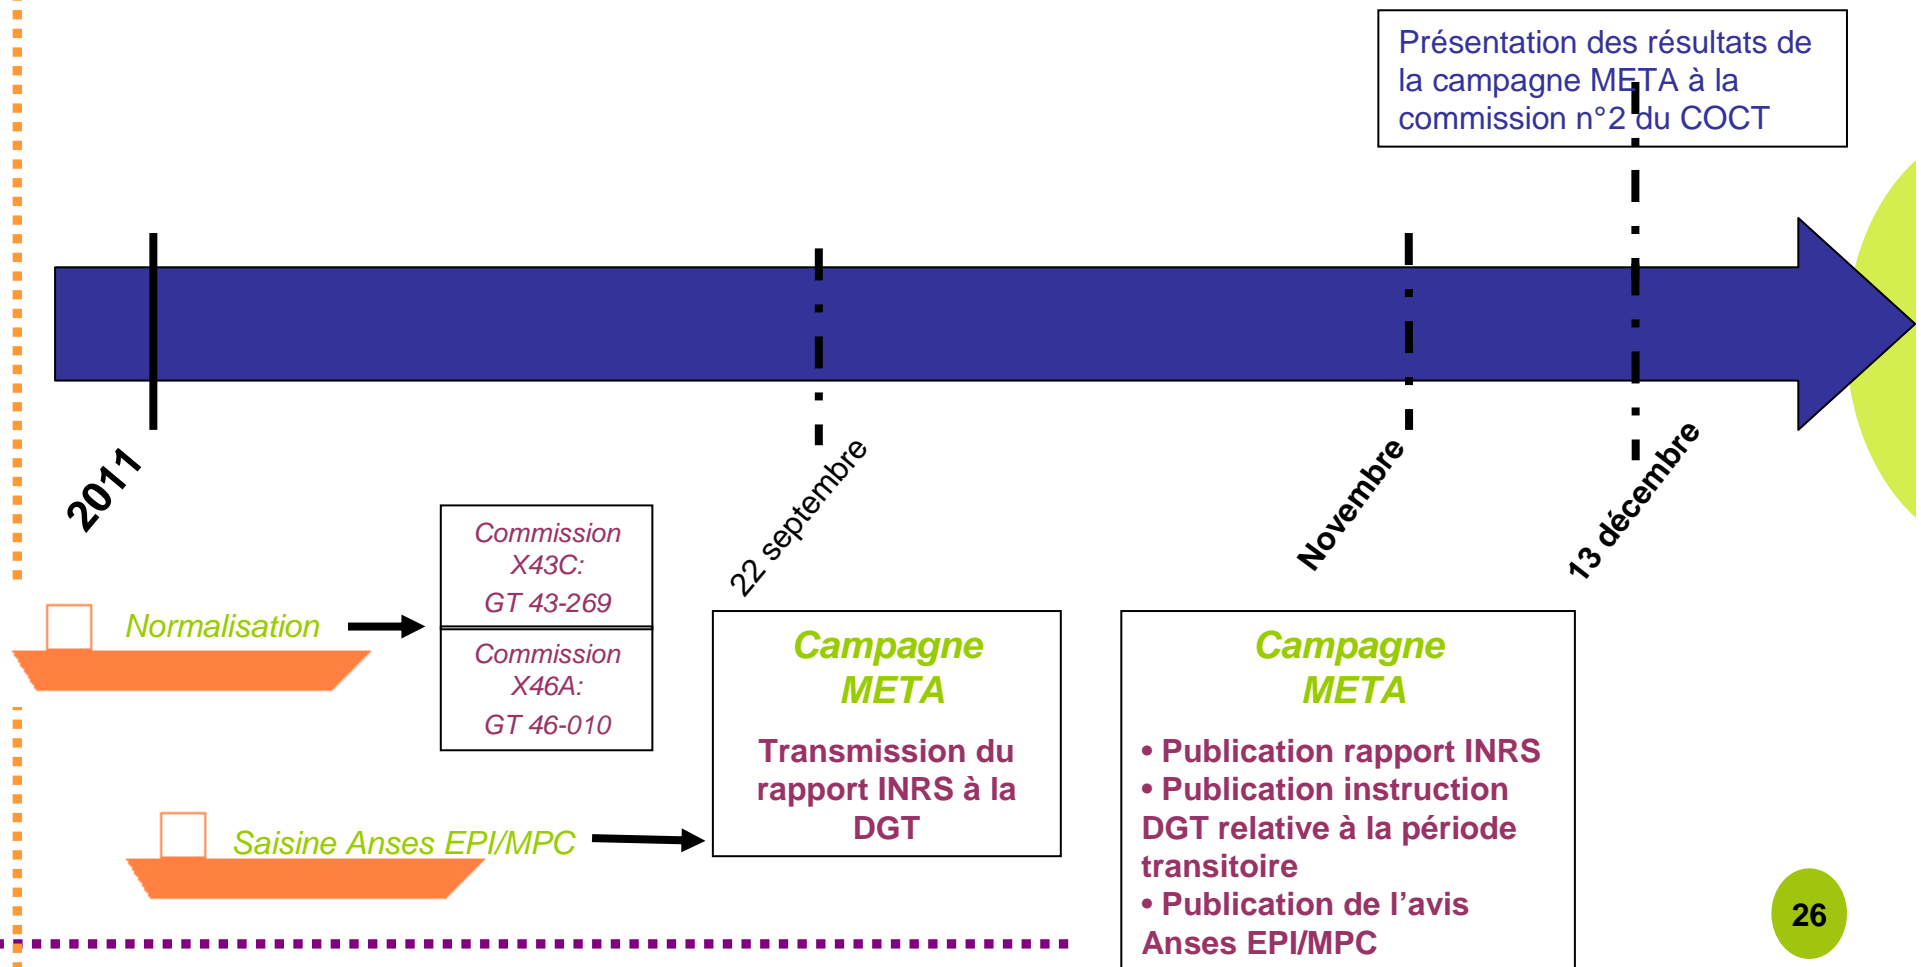 Présentation des résultats de
la campagne META à la
commission n°2 du COCT
2011
22 septembre
Novembre
13 décembre
Normalisation
Commission
X43C:
GT 43-269
Commission
X46A:
GT 46-010
Saisine Anses EPI/MPC
Campagne
META
Transmission du
rapport INRS à la
DGT
Campagne
META
• Publication rapport INRS
• Publication instruction
DGT relative à la période
transitoire
• Publication de l'avis
Anses EPI/MPC
26